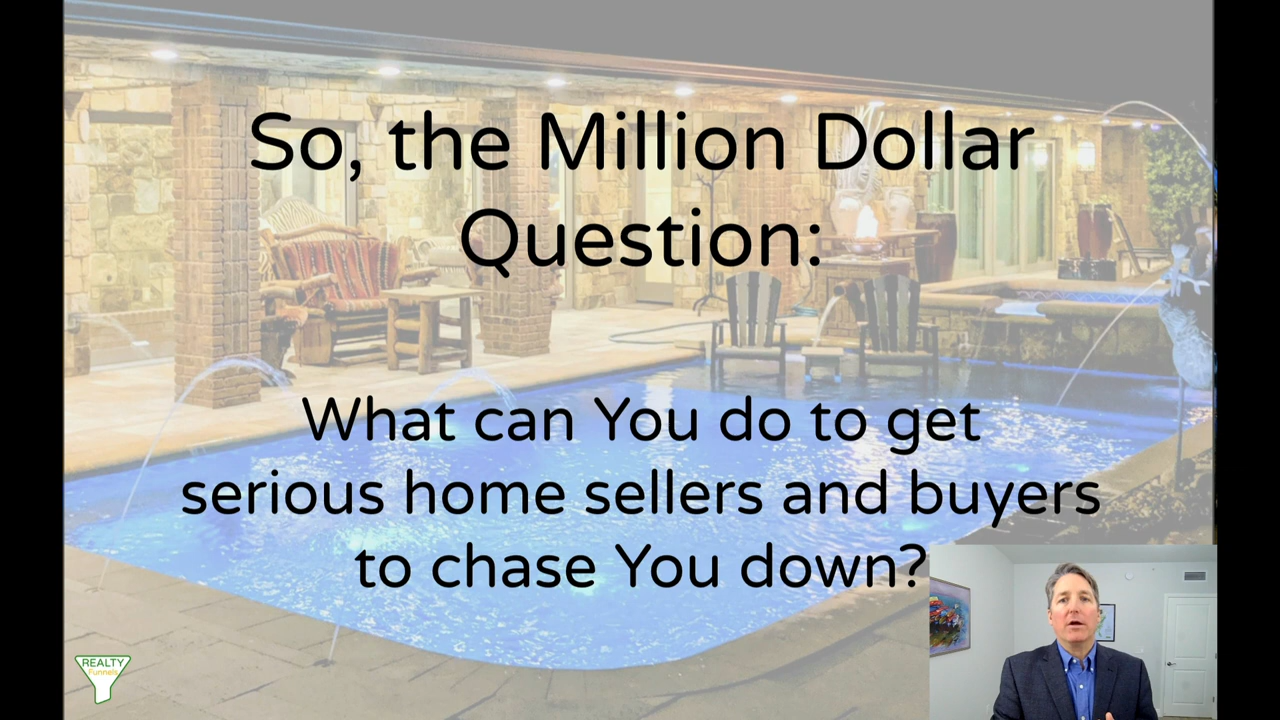 So, the Million Dollar
Question:
What can You do to get
serious home sellers and buyers
to chase You down?
REALTY
Funnels